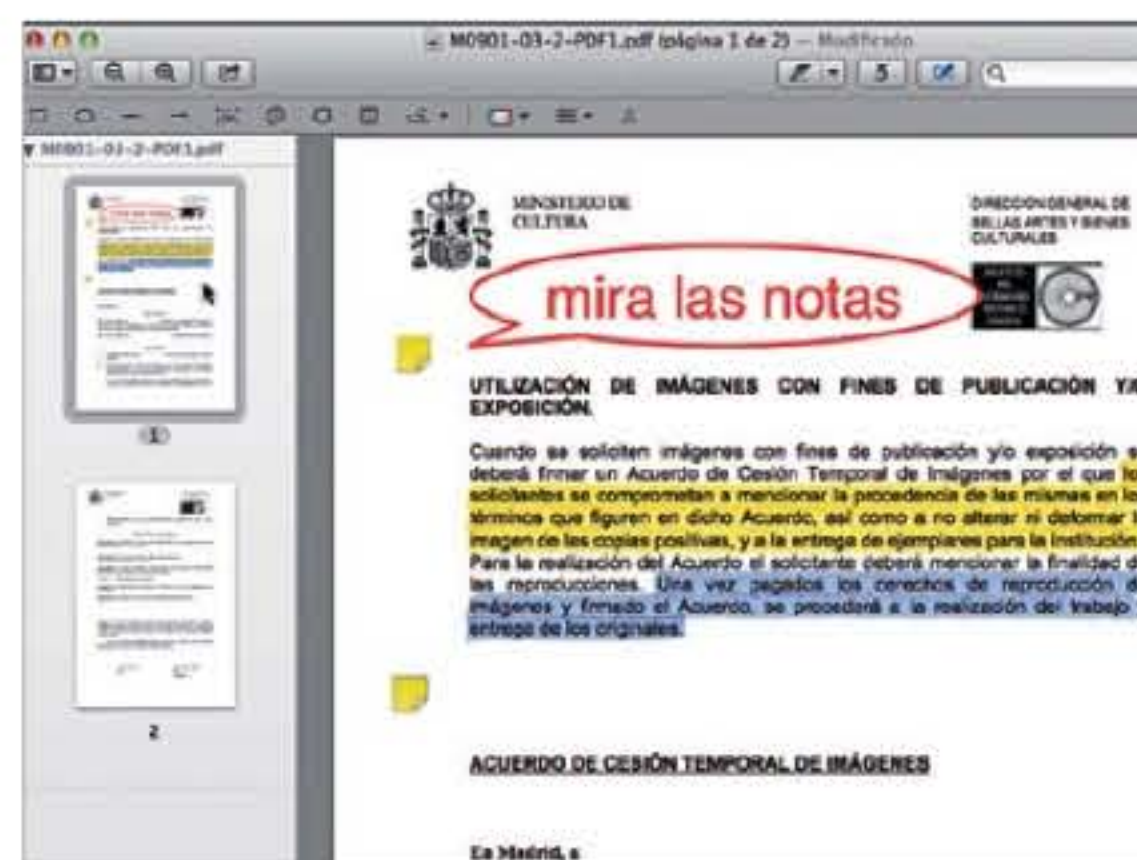 M0901-03-2-PDF1.pdf (página 1 de 2) — Modificado
M0901-03-2-PDF1.pdf
1
2
MINISTERIO DE
CULTURA
DIRECCION GENERAL DE
BELLAS ARTES Y BIENES
CULTURALES
mira las notas
UTILIZACIÓN DE IMÁGENES CON FINES DE PUBLICACIÓN Y/
EXPOSICIÓN.
Cuando se soliciten imágenes con fines de publicación y/o exposición s
deberá firmar un Acuerdo de Cesión Temporal de Imágenes por el que lo
solicitantes se comprometan a mencionar la procedencia de las mismas en lo
términos que figuren en dicho Acuerdo, así como a no alterar ni deformar l
imagen de las copias positivas, y a la entrega de ejemplares para la Institución
Para la realización del Acuerdo el solicitante deberá mencionar la finalidad d
las reproducciones. Una vez pagados los derechos de reproducción d
imágenes y firmado el Acuerdo, se procederá a la realización del trabajo
entrega de los originales.
ACUERDO DE CESIÓN TEMPORAL DE IMÁGENES
En Madrid, a